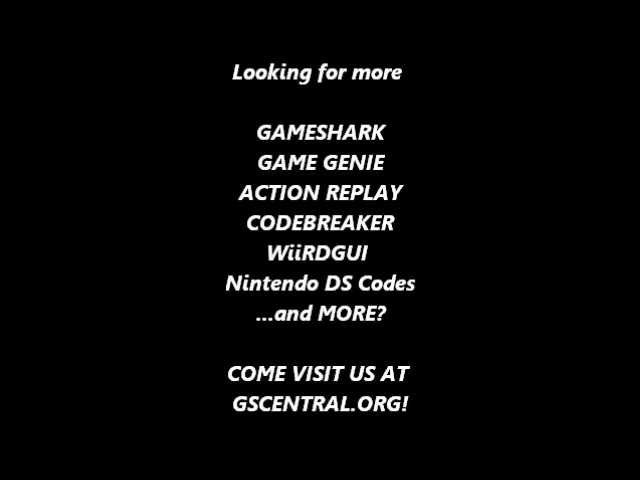 Looking for more
GAMESHARK
GAME GENIE
ACTION REPLAY
CODEBREAKER
WiiRDGUI
Nintendo DS Codes
...and MORE?
COME VISIT US AT
GSCENTRAL.ORG!